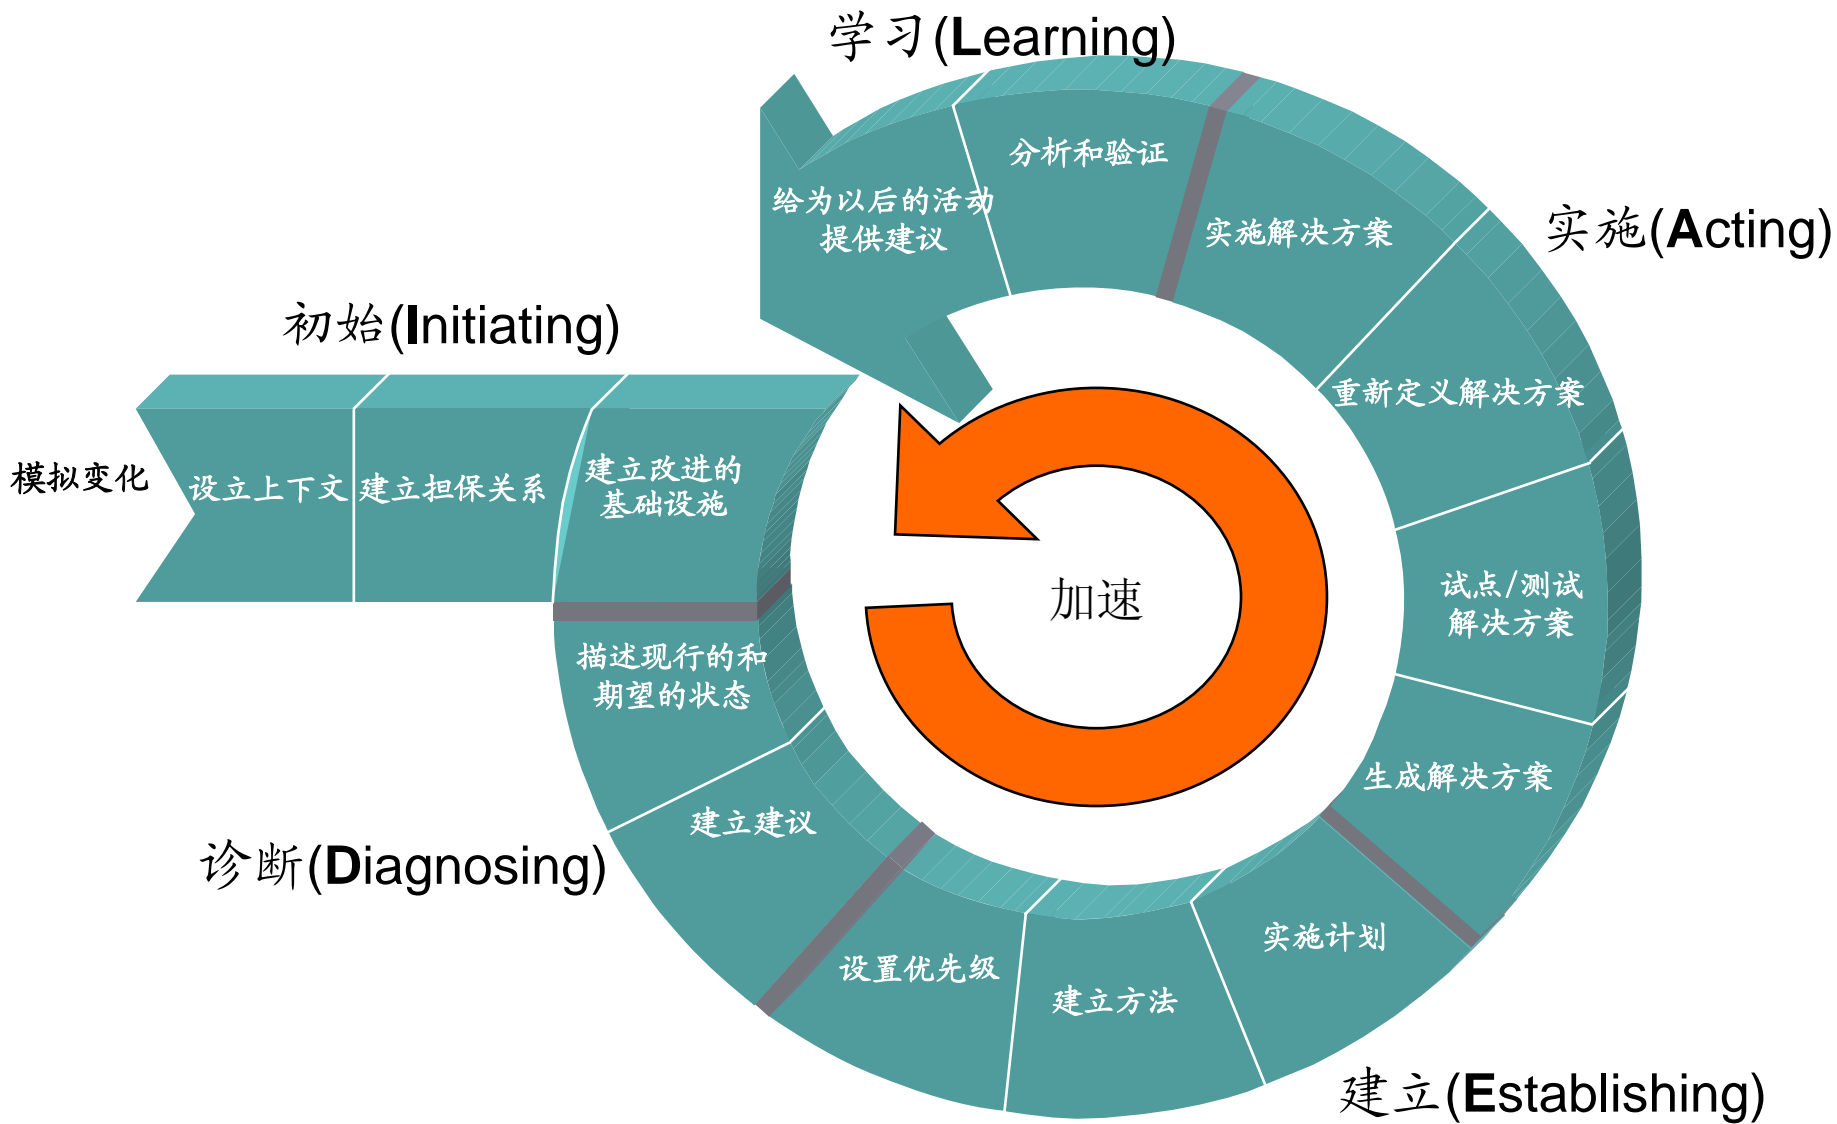 学习(Learning)
分析和验证
给为以后的活动
提供建议
实施解决方案
实施(Acting)
初始(Initiating)
重新定义解决方案
模拟变化
设立上下文
建立担保关系
建立改进的
基础设施
加速
试点/测试
解决方案
描述现行的和
期望的状态
生成解决方案
建立建议
诊断(Diagnosing)
实施计划
设置优先级
建立方法
建立(Establishing)